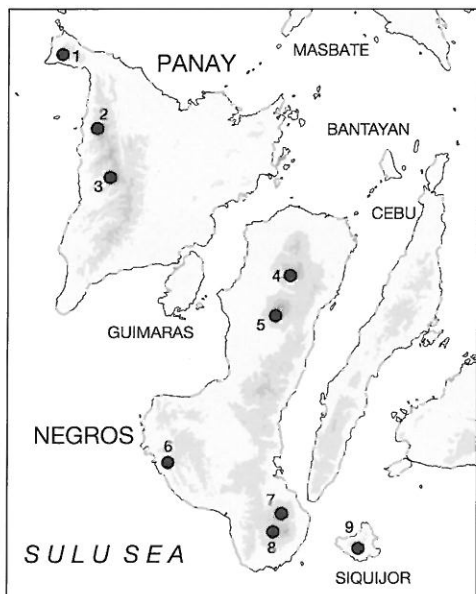 MASBATE
1
PANAY
2
BANTAYAN
3
CEBU
4
5
GUIMARAS
NEGROS
6
7
9
8
SULU SEA
SIQUIJOR